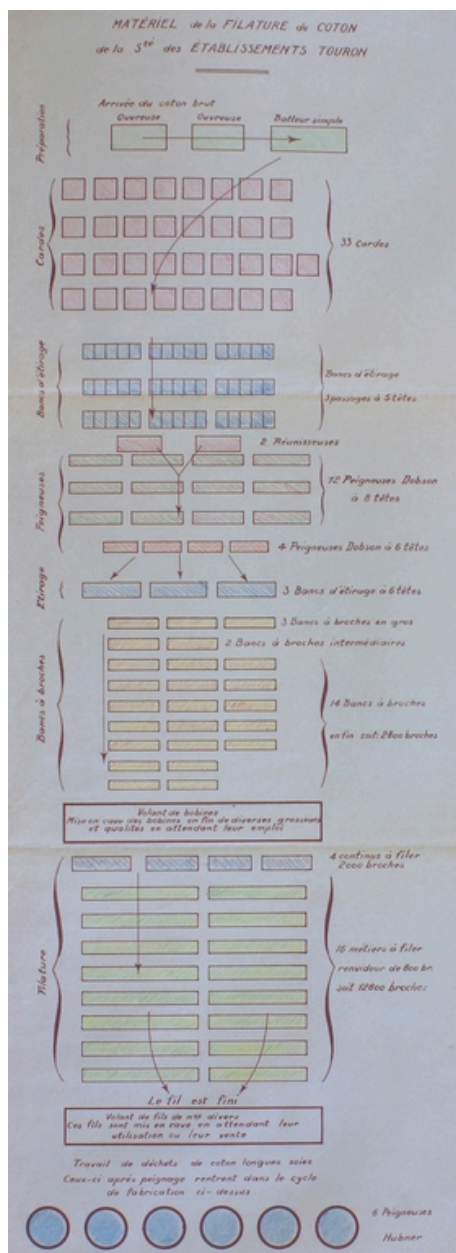 MATÉRIEL de la FILATURE de COTON
de la Sté des ÉTABLISSEMENTS TOURON
Arrivée du coton brut
Ouvreuse Ouvreuse Batteur simple
Préparation
Cardes
33 Cardes
Bancs d'étirage
Bancs d'étirage
3 passages à 5 têtes
2 Réunisseuses
Peigneuses
12 Peigneuses Dobson
à 8 têtes
4 Peigneuses Dobson à 6 têtes
Etirage
3 Bancs d'étirage à 6 têtes
3 Bancs à broches en gros
2 Bancs à broches intermédiaires
Bancs à broches
14 Bancs à broches
en fin soit: 2800 broches
Volant de bobines
Mise en cave des bobines en fin de diverses grosseurs
et qualités en attendant leur emploi
4 continus à filer
2000 broches
Filature
16 métiers à filer
renvideur de 800 br.
soit 12800 broches
Le fil est fini
Volant de fils de nos divers
Ces fils sont mis en cave en attendant leur
utilisation ou leur vente
Travail de déchets de coton longues soies
Ceux-ci après peignage rentrent dans le cycle
de fabrication ci-dessus
6 Peigneuses
Hubner